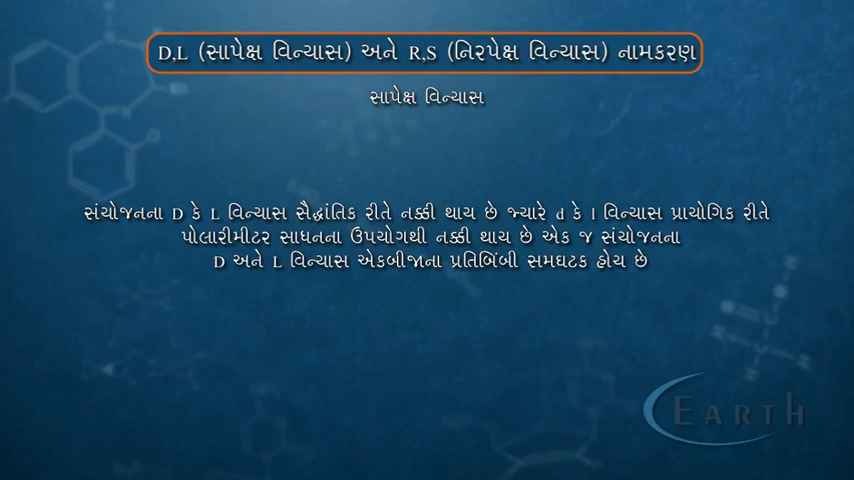 D,L (સાપેક્ષ વિન્યાસ) અને R,S (નિરપેક્ષ વિન્યાસ) નામકરણ
સાપેક્ષ વિન્યાસ
સંયોજનના D કે L વિન્યાસ સૈદ્ધાંતિક રીતે નક્કી થાય છે જ્યારે d કે l વિન્યાસ પ્રાયોગિક રીતે
પોલારીમીટર સાધનના ઉપયોગથી નક્કી થાય છે એક જ સંયોજનના
D અને L વિન્યાસ એકબીજાના પ્રતિબિંબી સમઘટક હોય છે
EARTH